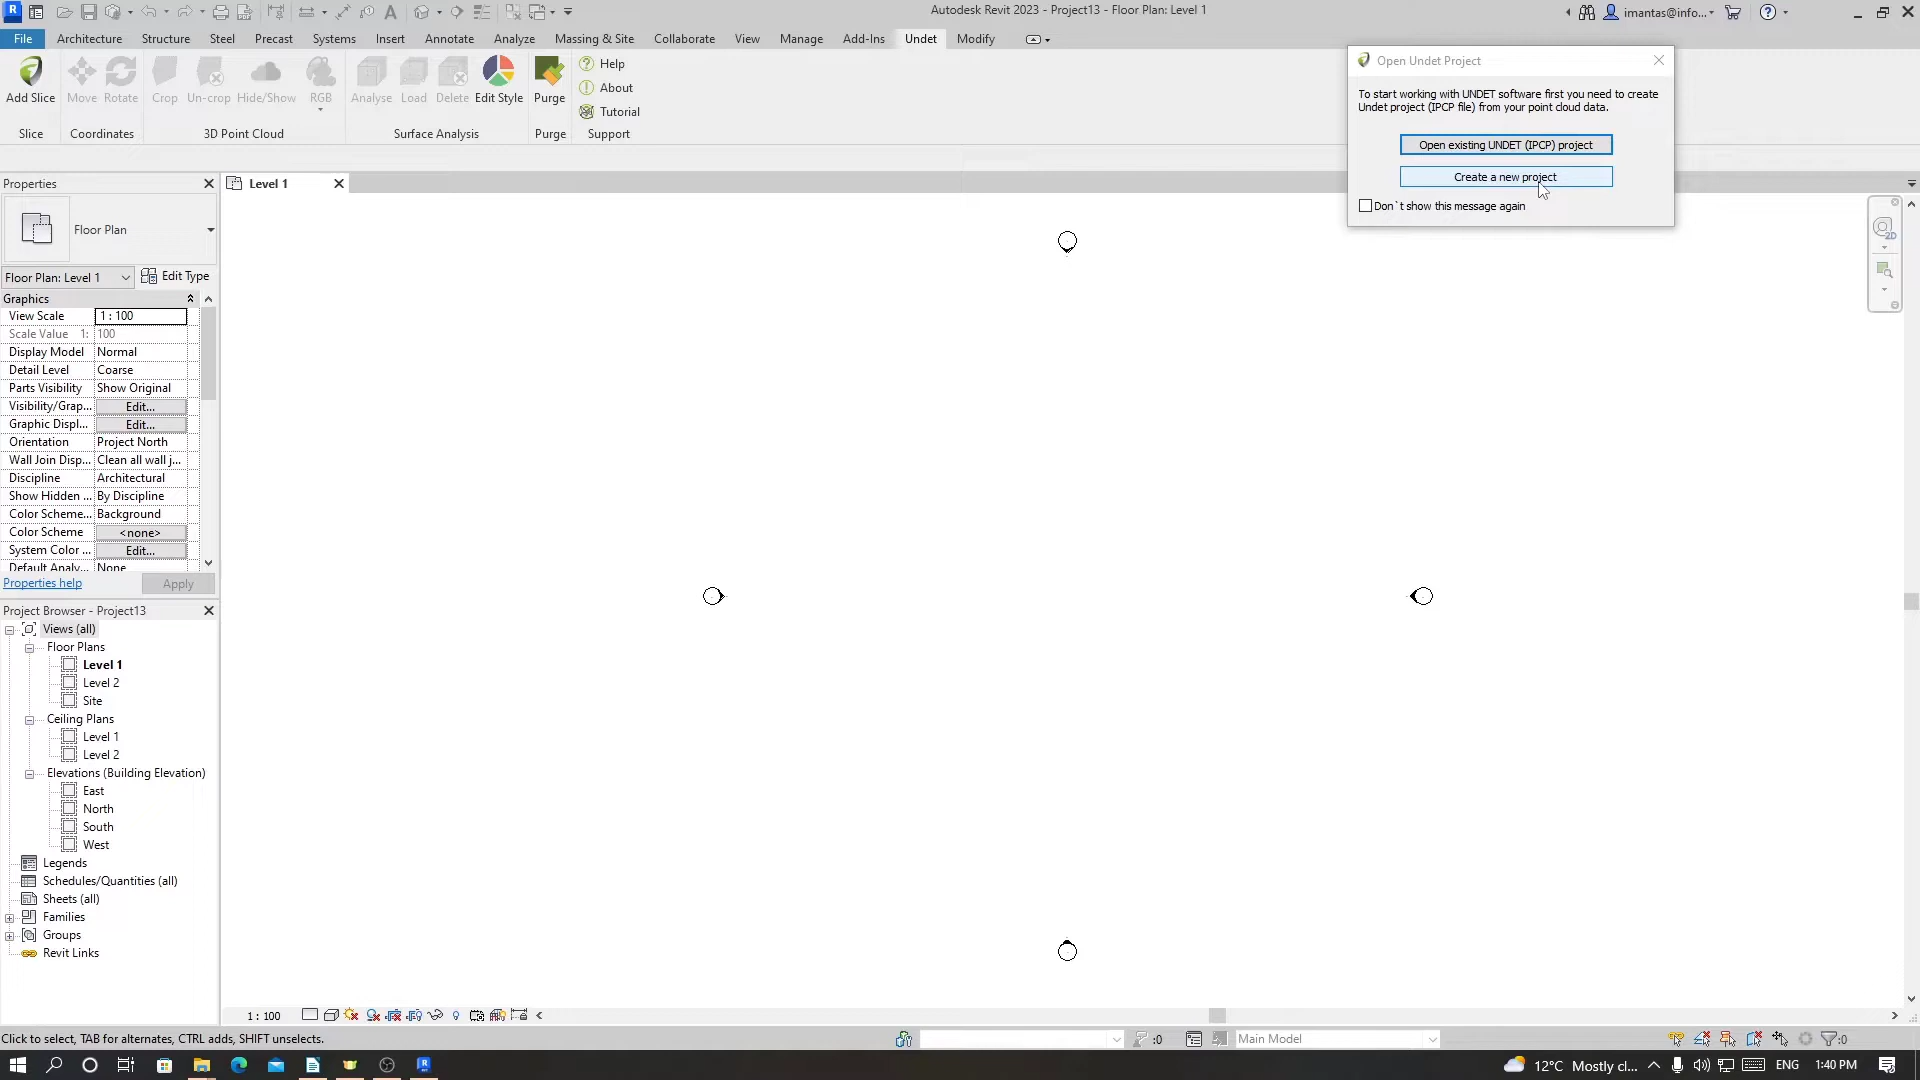 Autodesk Revit 2023 - Project13 - Floor Plan: Level 1
imantas@info...
File Architecture Structure Steel Precast Systems Insert Annotate Analyze Massing & Site Collaborate View Manage Add-Ins Undet Modify
Add Slice Move Rotate Crop Un-crop Hide/Show RGB Analyse Load Delete Edit Style Purge
Help
About
Tutorial
Slice Coordinates 3D Point Cloud Surface Analysis Purge Support
Open Undet Project
To start working with UNDET software first you need to create
Undet project (IPCP file) from your point cloud data.
Open existing UNDET (IPCP) project
Create a new project
Don`t show this message again
Properties
Level 1
2D
Floor Plan
Floor Plan: Level 1 Edit Type
Graphics
View Scale 1 : 100
Scale Value 1: 100
Display Model Normal
Detail Level Coarse
Parts Visibility Show Original
Visibility/Grap... Edit...
Graphic Displ... Edit...
Orientation Project North
Wall Join Disp... Clean all wall j...
Discipline Architectural
Show Hidden ... By Discipline
Color Scheme... Background
Color Scheme <none>
System Color ... Edit...
Default Analy... None
Properties help Apply
Project Browser - Project13
Views (all)
Floor Plans
Level 1
Level 2
Site
Ceiling Plans
Level 1
Level 2
Elevations (Building Elevation)
East
North
South
West
Legends
Schedules/Quantities (all)
Sheets (all)
Families
Groups
Revit Links
1 : 100
Click to select, TAB for alternates, CTRL adds, SHIFT unselects.
:0
Main Model
:0
12°C Mostly cl...
ENG
1:40 PM